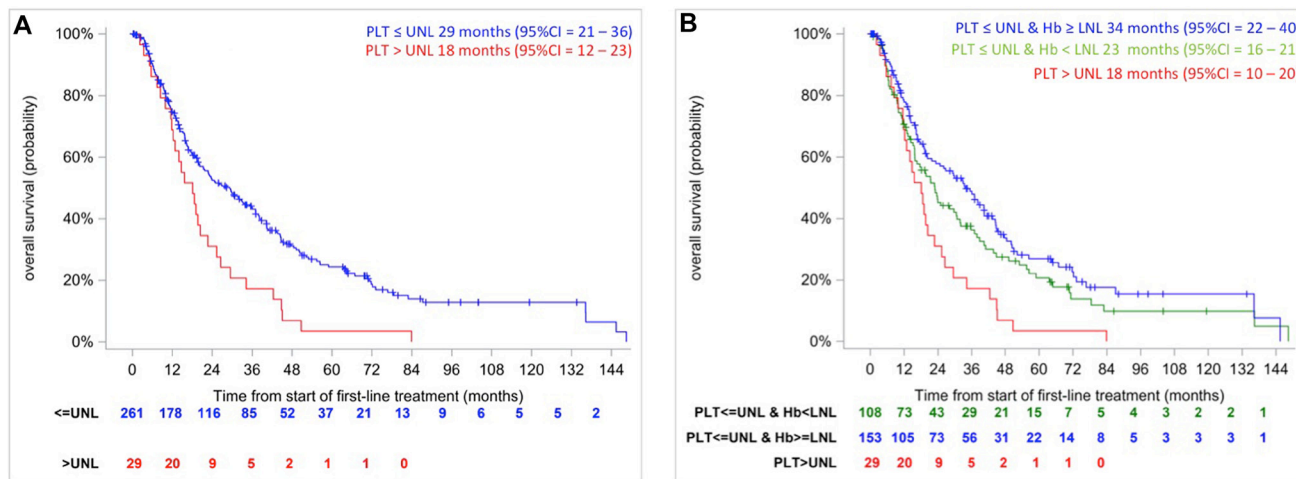 A
PLT ≤ UNL 29 months (95%CI = 21 – 36)
PLT > UNL 18 months (95%CI = 12 – 23)
100%
80%
60%
40%
20%
0%
overall survival (probability)
0 12 24 36 48 60 72 84 96 108 120 132 144
Time from start of first-line treatment (months)
<=UNL 261 178 116 85 52 37 21 13 9 6 5 5 2
>UNL 29 20 9 5 2 1 1 0
B
PLT ≤ UNL & Hb ≥ LNL 34 months (95%CI = 22 – 40
PLT ≤ UNL & Hb < LNL 23 months (95%CI = 16 – 21
PLT > UNL 18 months (95%CI = 10 – 20
100%
80%
60%
40%
20%
0%
overall survival (probability)
0 12 24 36 48 60 72 84 96 108 120 132 144
Time from start of first-line treatment (months)
PLT<=UNL & Hb<LNL 108 73 43 29 21 15 7 5 4 3 2 2 1
PLT<=UNL & Hb>=LNL 153 105 73 56 31 22 14 8 5 3 3 3 1
PLT>UNL 29 20 9 5 2 1 1 0